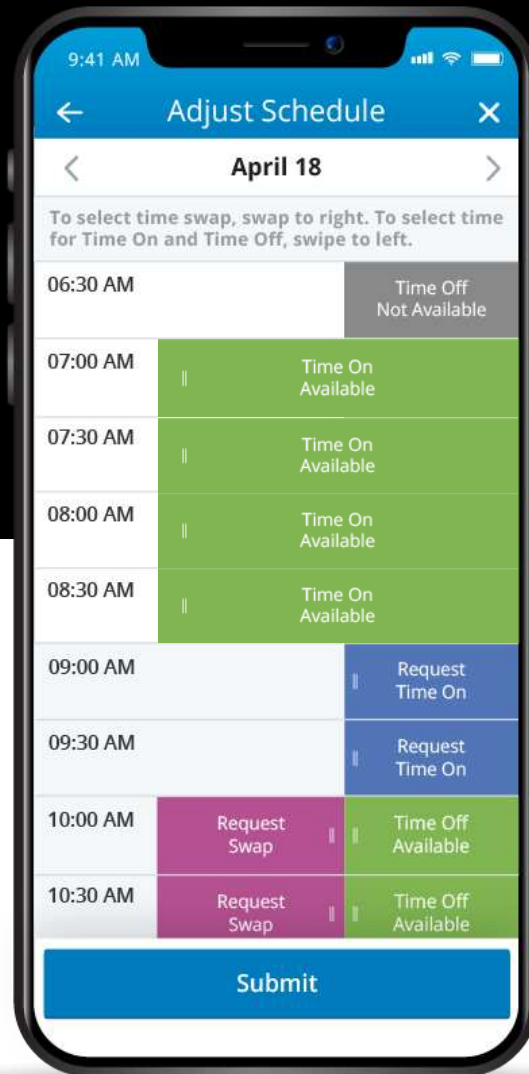 9:41 AM
Adjust Schedule
April 18
To select time swap, swap to right. To select time
for Time On and Time Off, swipe to left.
06:30 AM
Time Off
Not Available
07:00 AM
Time On
Available
07:30 AM
Time On
Available
08:00 AM
Time On
Available
08:30 AM
Time On
Available
09:00 AM
Request
Time On
09:30 AM
Request
Time On
10:00 AM
Request
Swap
Time Off
Available
10:30 AM
Request
Swap
Time Off
Available
Submit